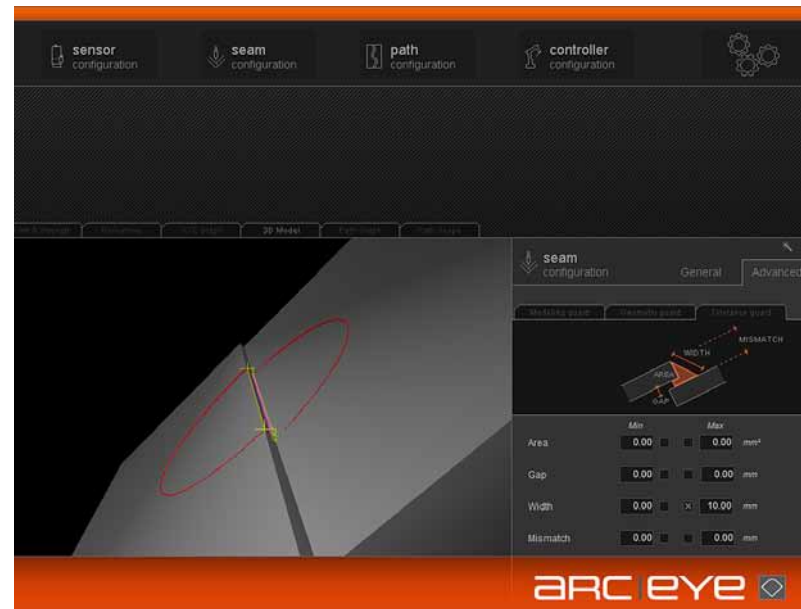 sensor
configuration
seam
configuration
path
configuration
controller
configuration
3D Model
seam
configuration
General
Advanced
Tolerance guard
MISMATCH
WIDTH
AREA
GAP
Min
Max
Area 0.00 0.00 mm²
Gap 0.00 0.00 mm
Width 0.00 x 10.00 mm
Mismatch 0.00 0.00 mm
arc|eye